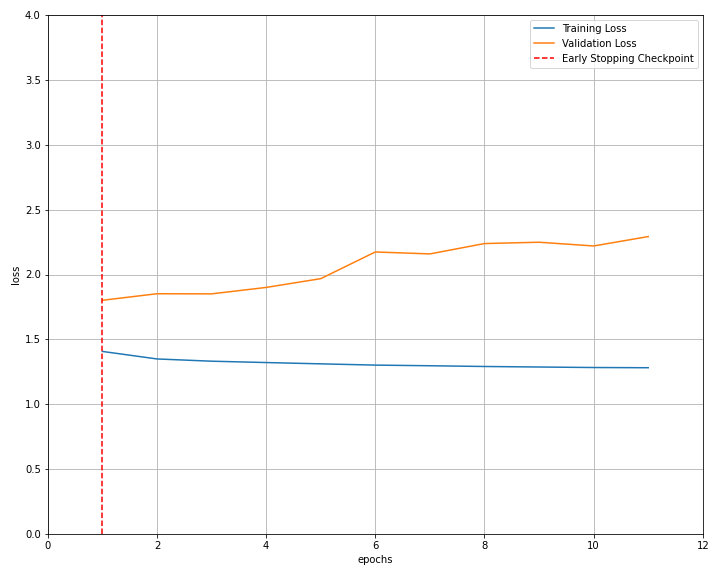 4.0
3.5
3.0
2.5
2.0
1.5
1.0
0.5
0.0
loss
Training Loss
Validation Loss
Early Stopping Checkpoint
0 2 4 6 8 10 12
epochs